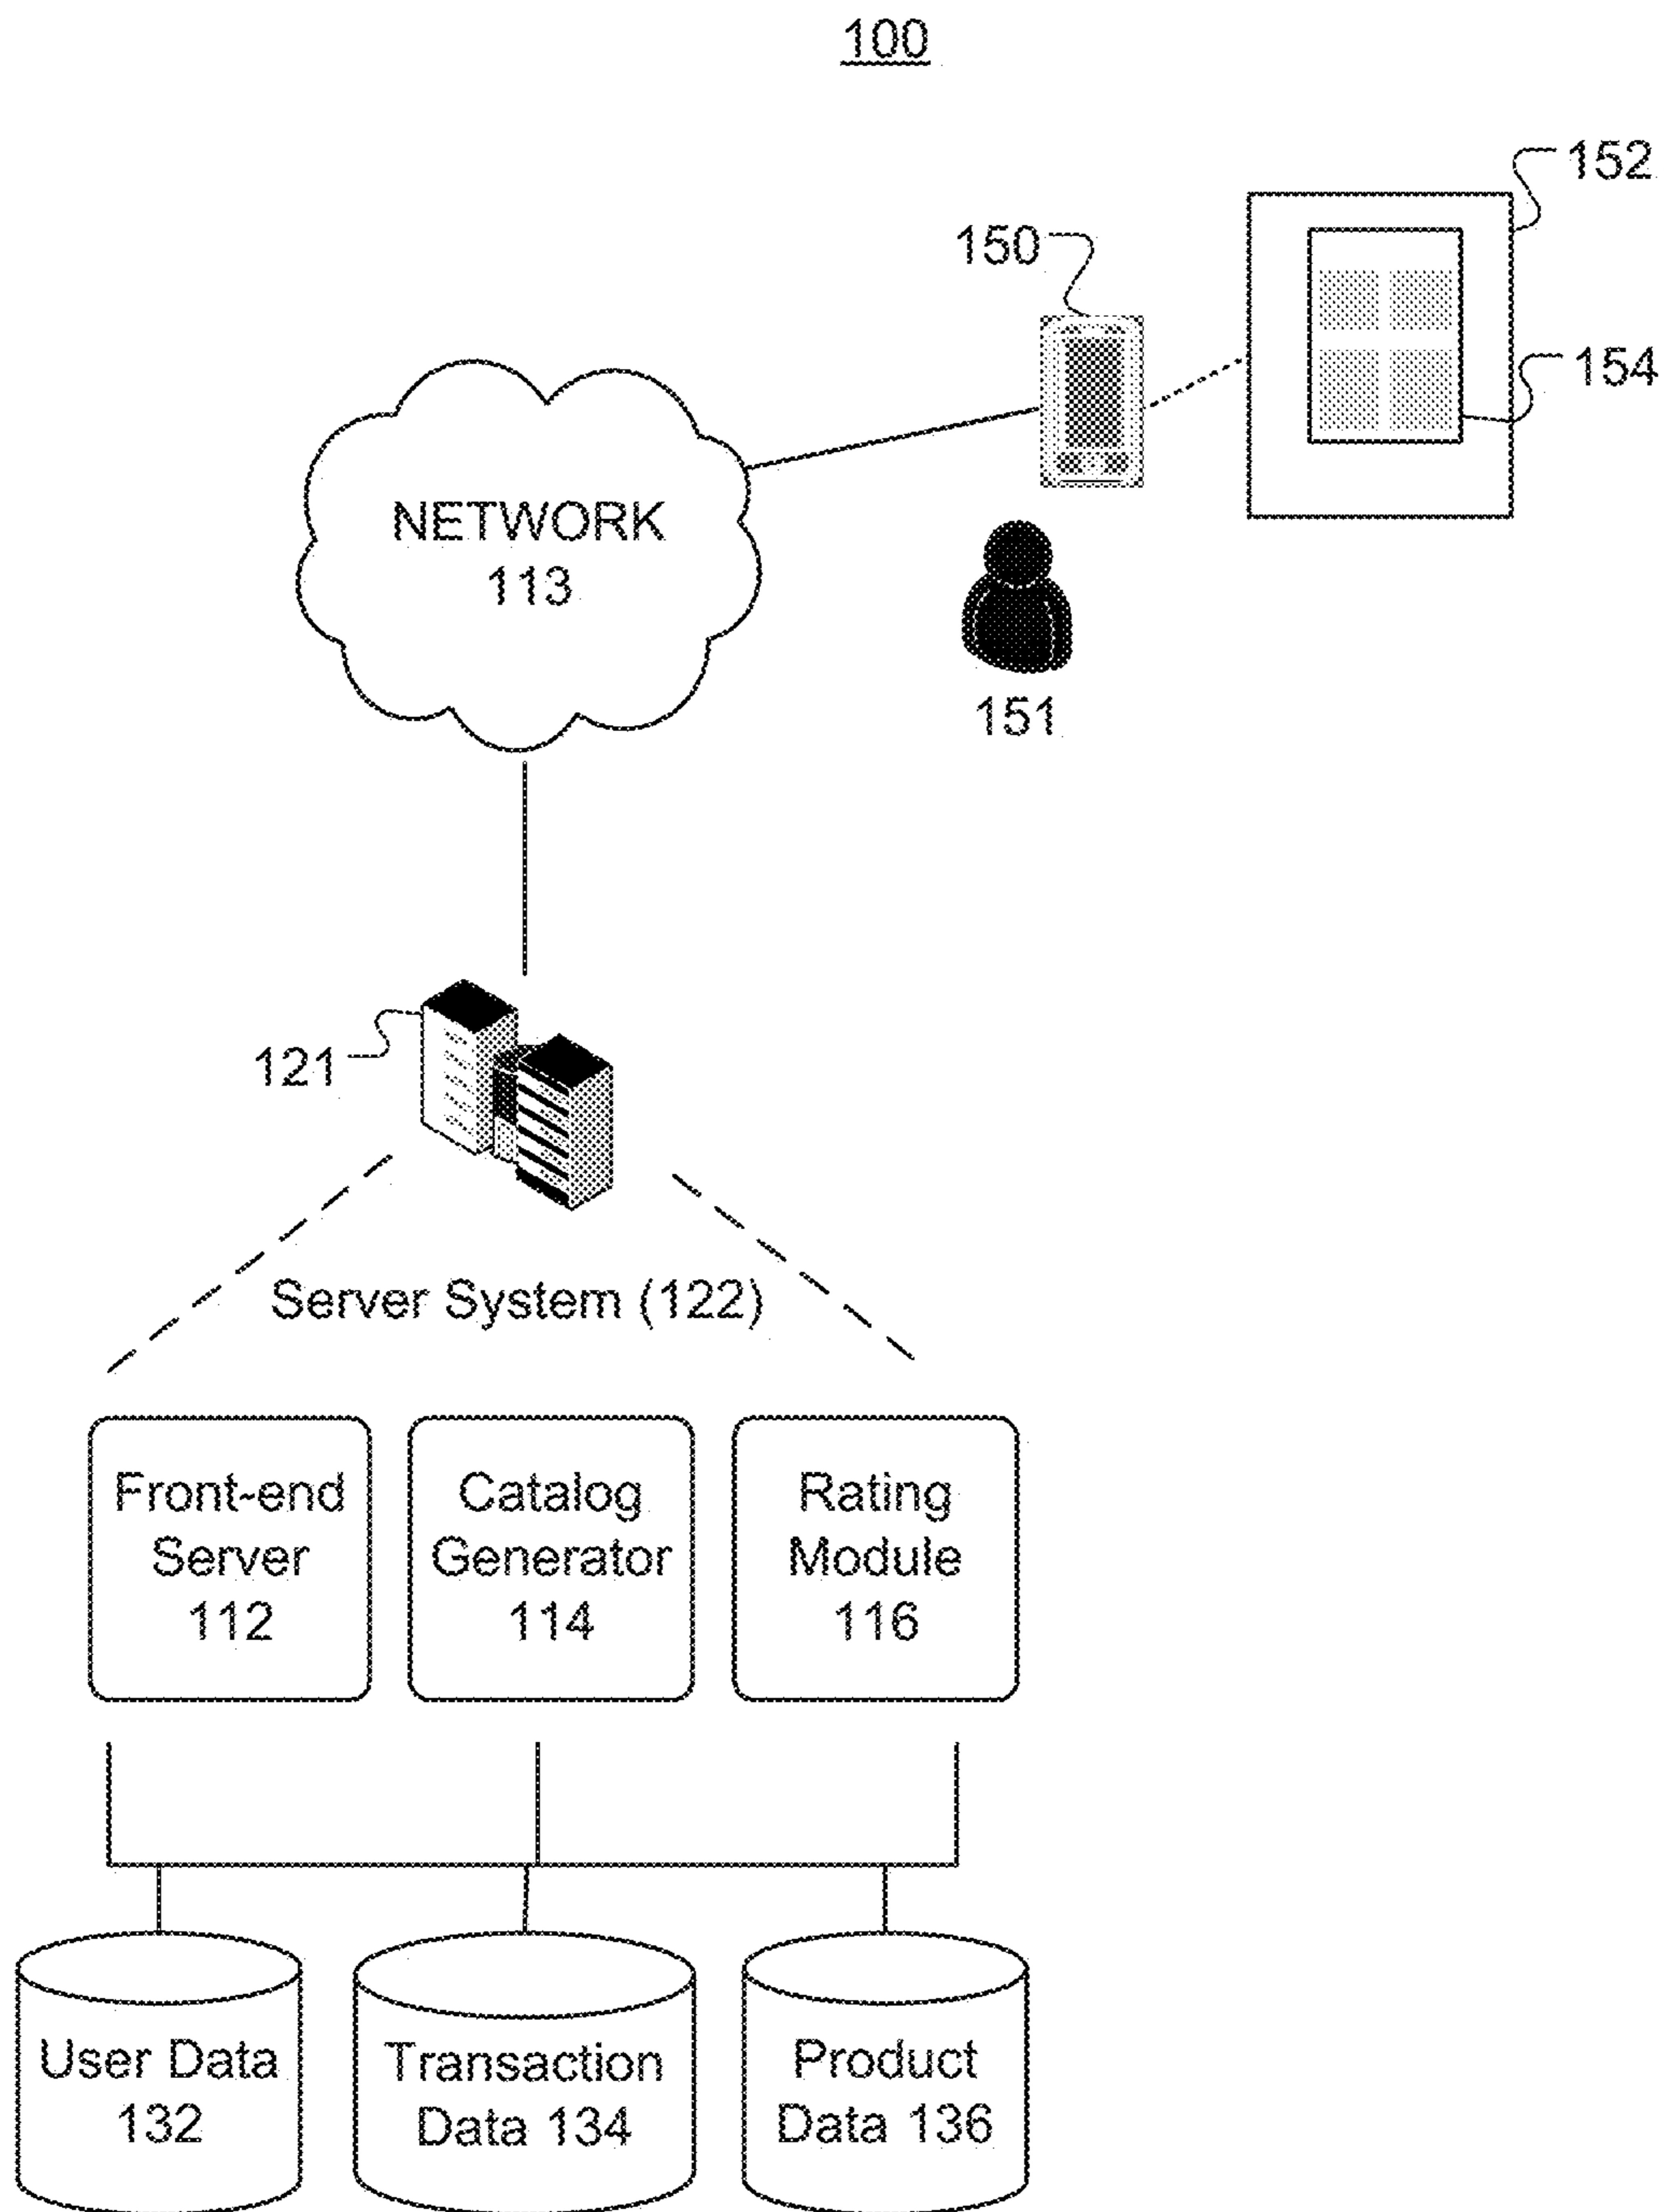 100
152
150
154
NETWORK
113
151
121
Server System (122)
Front-end
Server
112
Catalog
Generator
114
Rating
Module
116
User Data
132
Transaction
Data 134
Product
Data 136